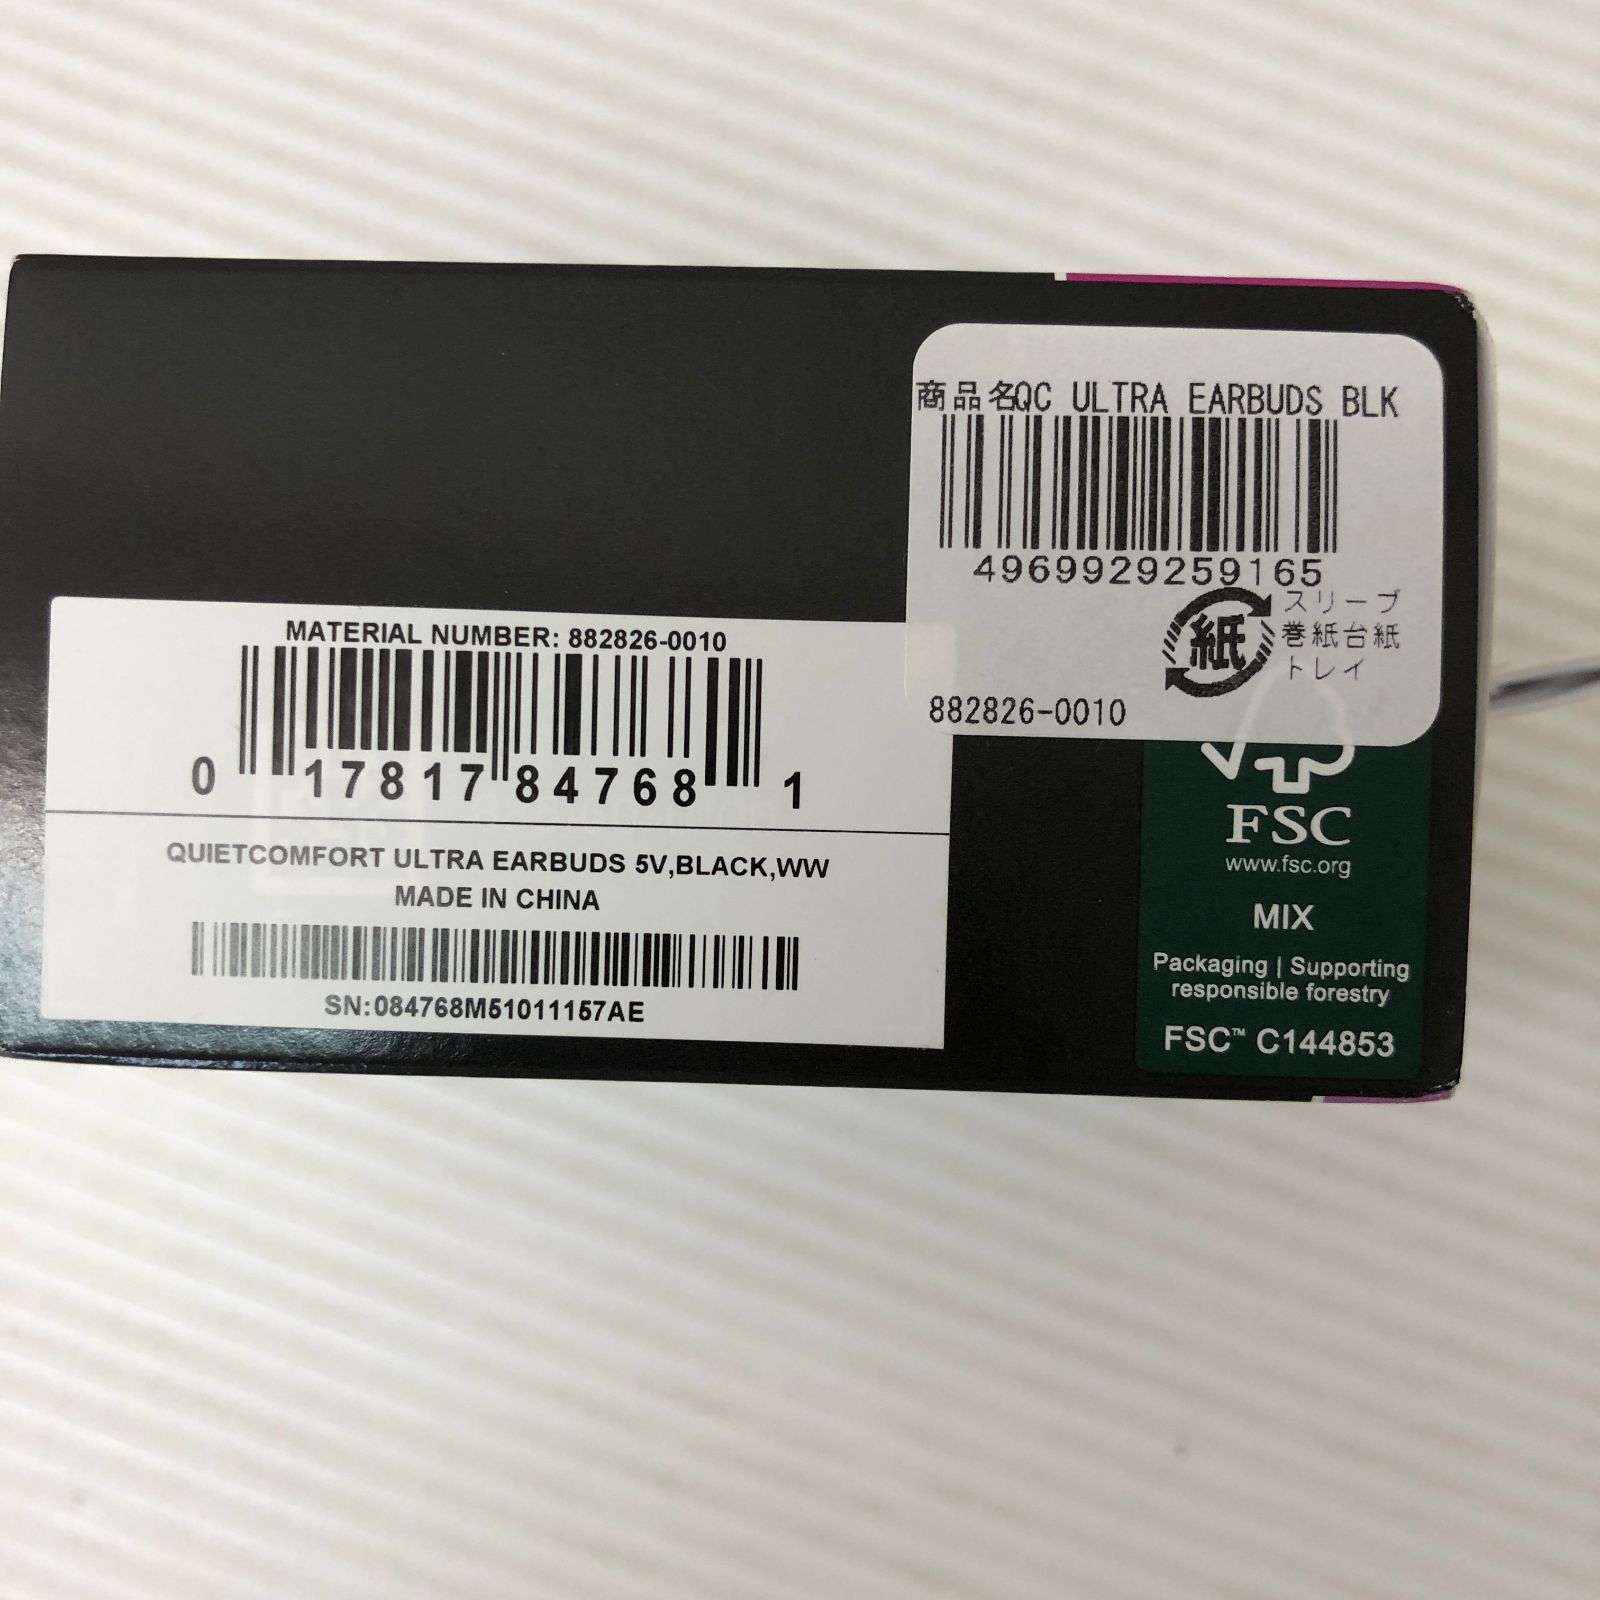 商品名QC ULTRA EARBUDS BLK
4969929259165
紙
スリーブ
巻紙台紙
トレイ
882826-0010
MATERIAL NUMBER: 882826-0010
0 17817 84768 1
QUIETCOMFORT ULTRA EARBUDS 5V,BLACK,WW
MADE IN CHINA
SN:084768M51011157AE
FSC
www.fsc.org
MIX
Packaging | Supporting
responsible forestry
FSC™ C144853